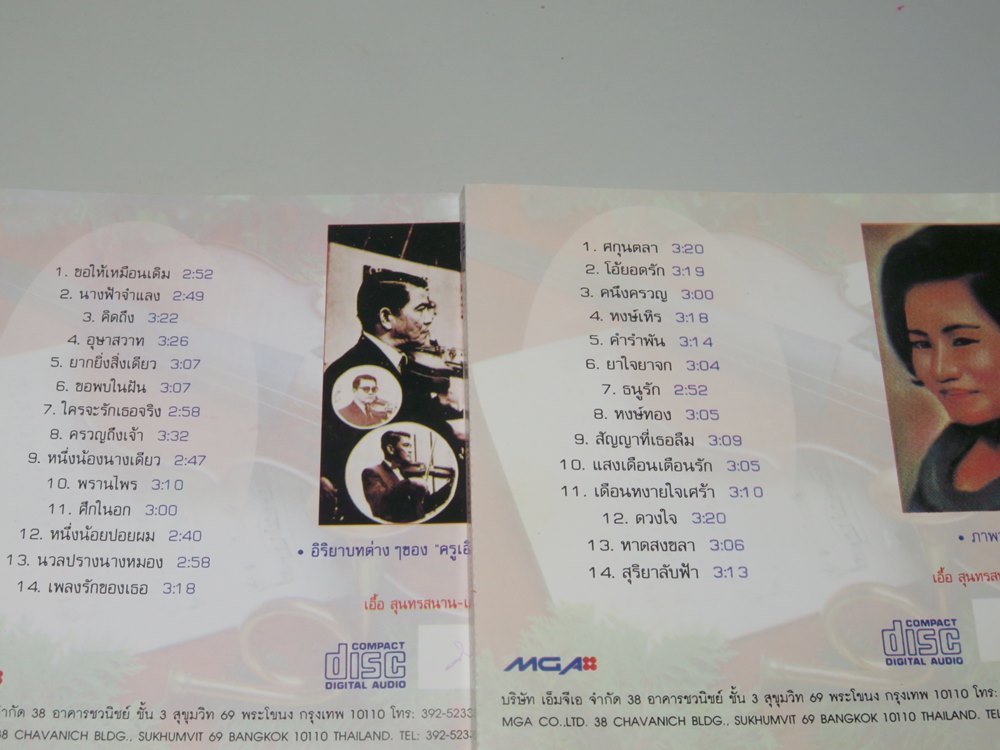 1. ขอให้เหมือนเดิม 2:52
2. นางฟ้าจำแลง 2:49
3. คิดถึง 3:22
4. อุษาสวาท 3:26
5. ยากยิ่งสิ่งเดียว 3:07
6. ขอพบในฝัน 3:07
7. ใครจะรักเธอจริง 2:58
8. ครวญถึงเจ้า 3:32
9. หนึ่งน้องนางเดียว 2:47
10. พรานไพร 3:10
11. ศึกในอก 3:00
12. หนึ่งน้อยปอยผม 2:40
13. นวลปรางนางหมอง 2:58
14. เพลงรักของเธอ 3:18
• อิริยาบทต่าง ๆของ "ครูเอื้
เอื้อ สุนทรสนาน-เ
COMPACT
disc
DIGITAL AUDIO
จำกัด 38 อาคารชวนิชย์ ชั้น 3 สุขุมวิท 69 พระโขนง กรุงเทพ 10110 โทร: 392-5233
38 CHAVANICH BLDG., SUKHUMVIT 69 BANGKOK 10110 THAILAND. TEL: 392-5233
1. ศกุนตลา 3:20
2. โอ้ยอดรัก 3:19
3. คนึงครวญ 3:00
4. หงษ์เหิร 3:18
5. คำรำพัน 3:14
6. ยาใจยาจก 3:04
7. ธนูรัก 2:52
8. หงษ์ทอง 3:05
9. สัญญาที่เธอลืม 3:09
10. แสงเดือนเตือนรัก 3:05
11. เดือนหงายใจเศร้า 3:10
12. ดวงใจ 3:20
13. หาดสงขลา 3:06
14. สุริยาลับฟ้า 3:13
• ภาพ
เอื้อ สุนทรส
COMPACT
disc
DIGITAL AUDIO
MGA
บริษัท เอ็มจีเอ จำกัด 38 อาคารชวนิชย์ ชั้น 3 สุขุมวิท 69 พระโขนง กรุงเทพ 10110 โทร:
MGA CO.,LTD. 38 CHAVANICH BLDG., SUKHUMVIT 69 BANGKOK 10110 THAILAND. TE